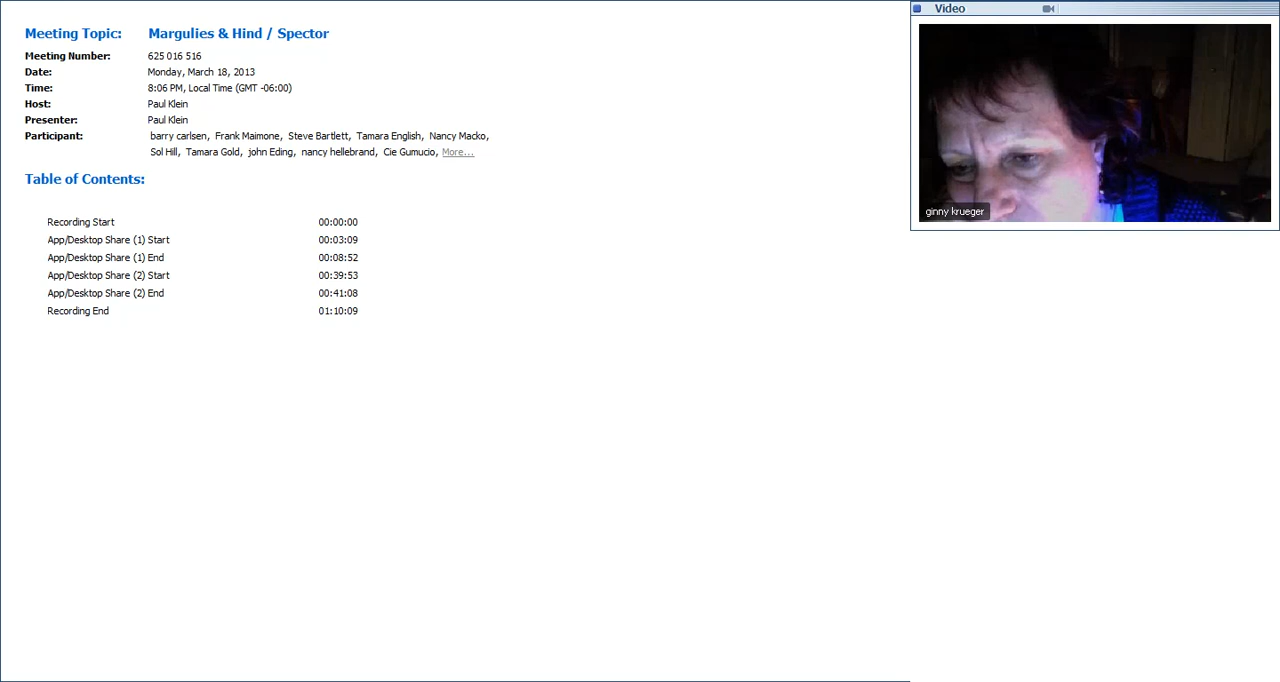 Meeting Topic: Margulies & Hind / Spector
Meeting Number: 625 016 516
Date: Monday, March 18, 2013
Time: 8:06 PM, Local Time (GMT -06:00)
Host: Paul Klein
Presenter: Paul Klein
Participant: barry carlsen, Frank Maimone, Steve Bartlett, Tamara English, Nancy Macko,
Sol Hill, Tamara Gold, john Eding, nancy hellebrand, Cie Gumucio, More...
Table of Contents:
Recording Start 00:00:00
App/Desktop Share (1) Start 00:03:09
App/Desktop Share (1) End 00:08:52
App/Desktop Share (2) Start 00:39:53
App/Desktop Share (2) End 00:41:08
Recording End 01:10:09
Video
ginny krueger